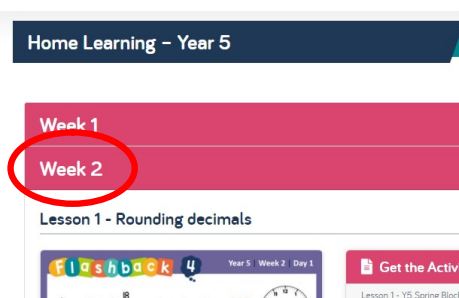 Home Learning – Year 5
Week 1
Week 2
Lesson 1 - Rounding decimals
Flashback 4
Year 5 Week 2 Day 1
Get the Activ
Lesson 1 - Y5 Spring Block